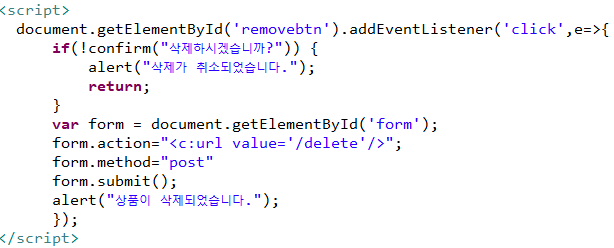 <script>
document.getElementById('removebtn').addEventListener('click',e=>{
if(!confirm("삭제하시겠습니까?")) {
alert("삭제가 취소되었습니다.");
return;
}
var form = document.getElementById('form');
form.action="<c:url value='/delete'/>";
form.method="post"
form.submit();
alert("상품이 삭제되었습니다.");
});
</script>